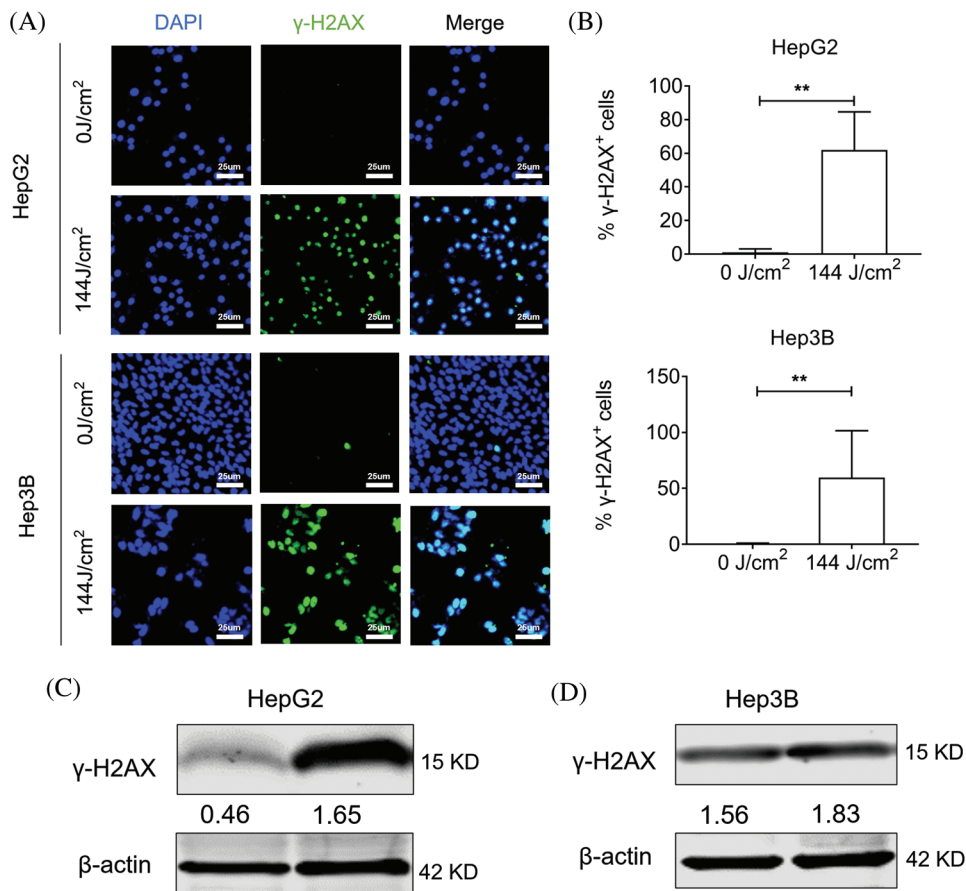 (A)
DAPI γ-H2AX Merge
HepG2
0J/cm²
25um 25um 25um
144J/cm²
25um 25um 25um
Hep3B
0J/cm²
25um 25um 25um
144J/cm²
25um 25um 25um
(B)
HepG2
% γ-H2AX⁺ cells
100
80
60
40
20
0
**
0 J/cm² 144 J/cm²
Hep3B
% γ-H2AX⁺ cells
150
100
50
0
**
0 J/cm² 144 J/cm²
(C)
HepG2
γ-H2AX 15 KD
0.46 1.65
β-actin 42 KD
(D)
Hep3B
γ-H2AX 15 KD
1.56 1.83
β-actin 42 KD